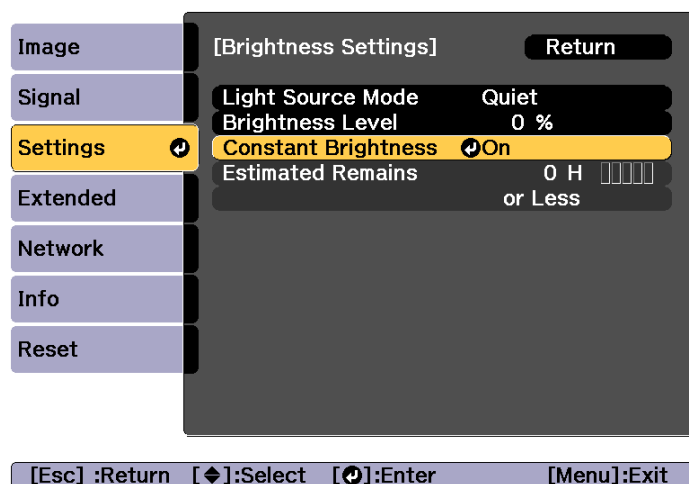 Image
Signal
Settings
Extended
Network
Info
Reset
[Brightness Settings] Return
Light Source Mode Quiet
Brightness Level 0 %
Constant Brightness On
Estimated Remains 0 H
or Less
[Esc] :Return [◆]:Select [↵]:Enter [Menu]:Exit